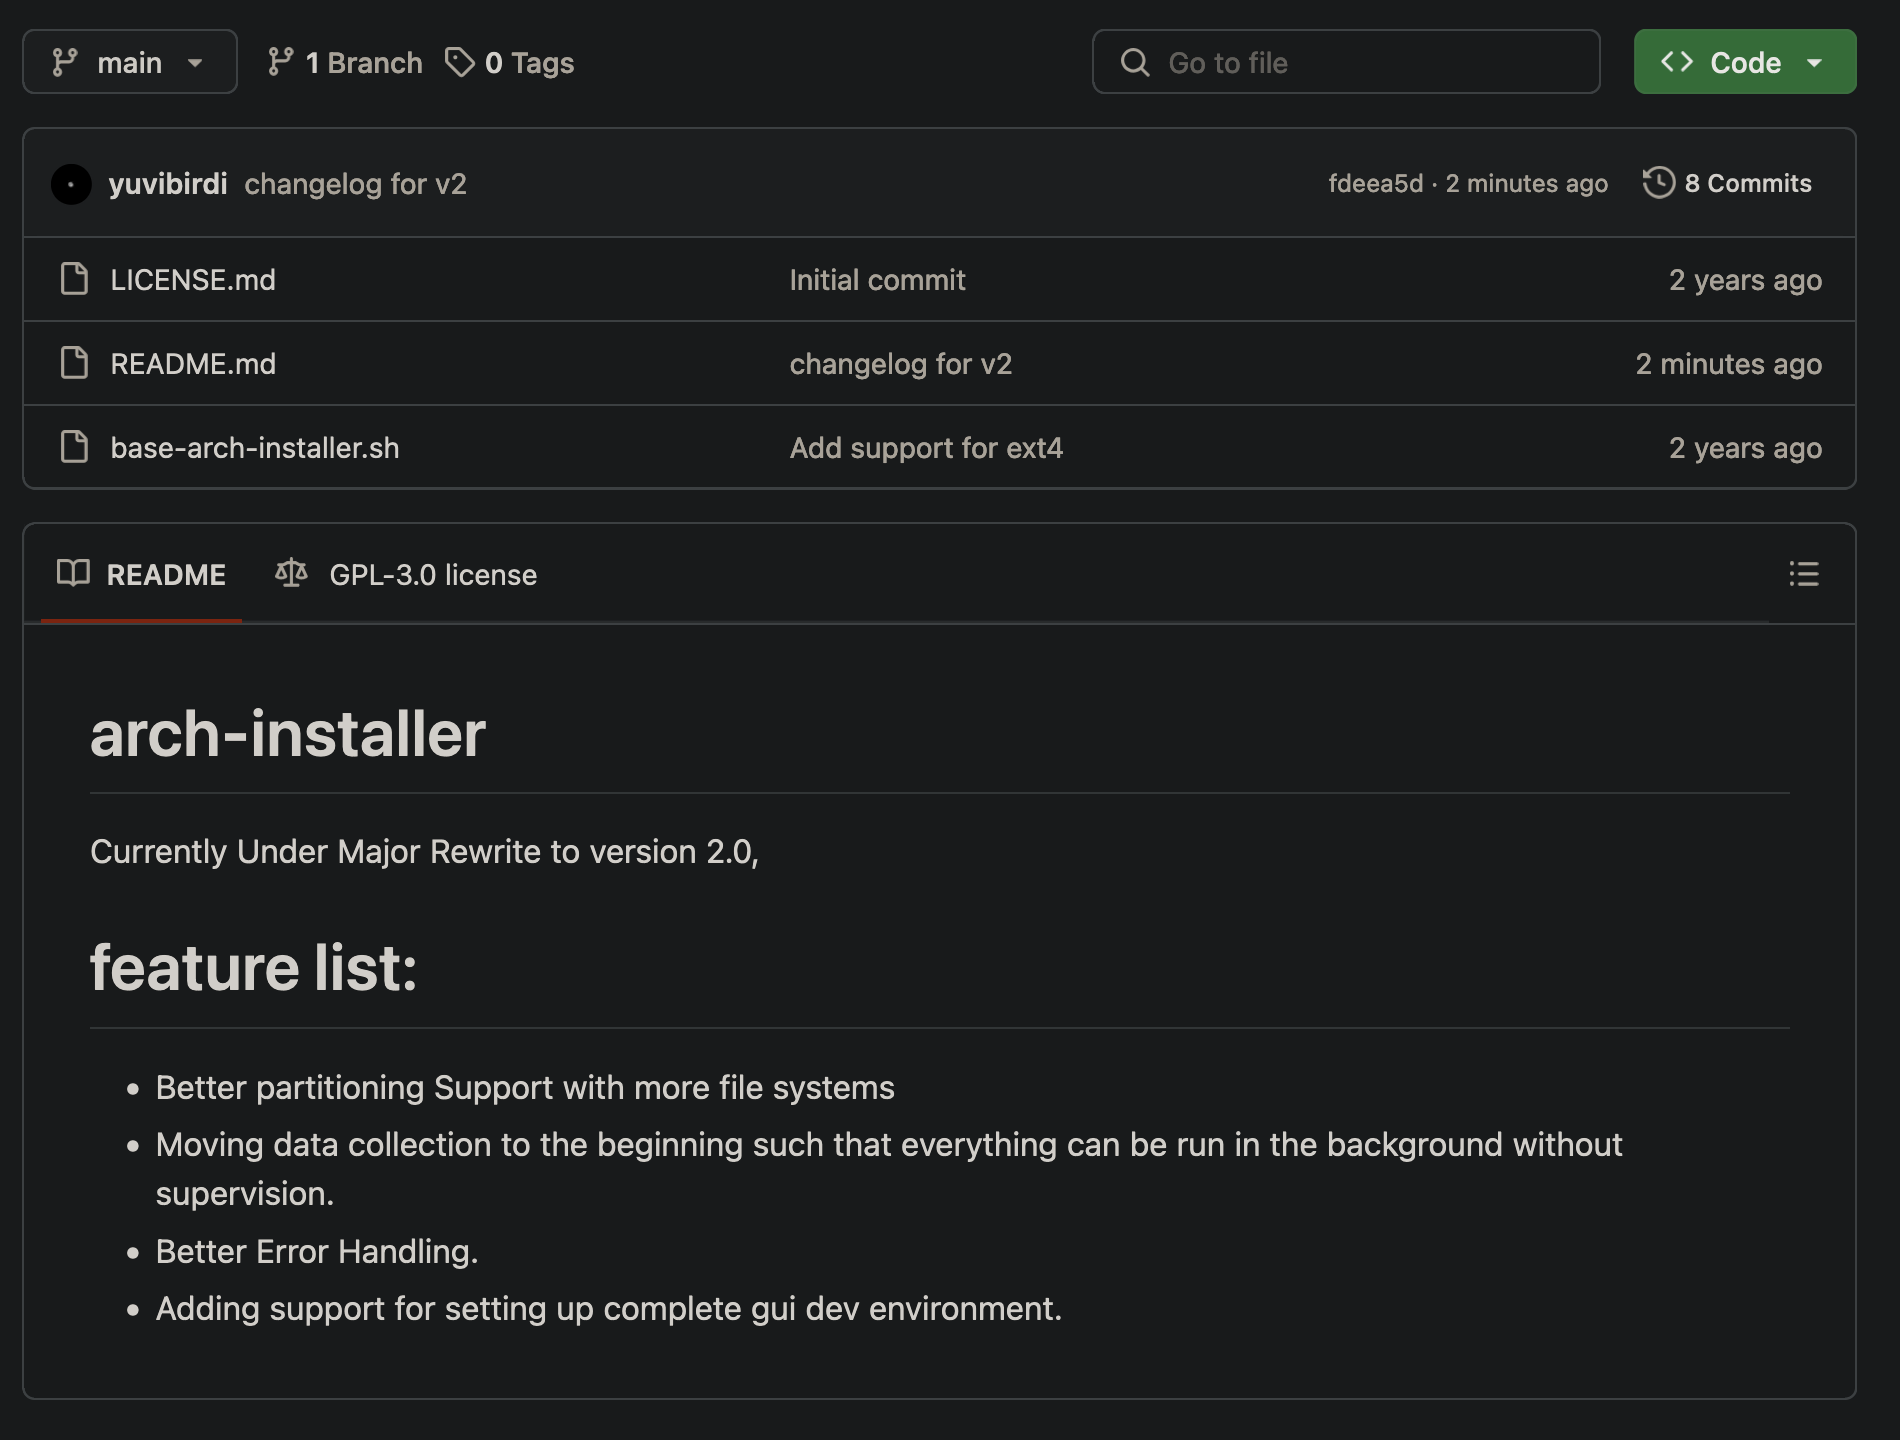 main
1 Branch
0 Tags
Go to file
Code
yuvibirdi changelog for v2
fdeea5d · 2 minutes ago
8 Commits
LICENSE.md
Initial commit
2 years ago
README.md
changelog for v2
2 minutes ago
base-arch-installer.sh
Add support for ext4
2 years ago
README
GPL-3.0 license
arch-installer
Currently Under Major Rewrite to version 2.0,
feature list:
• Better partitioning Support with more file systems
• Moving data collection to the beginning such that everything can be run in the background without
supervision.
• Better Error Handling.
• Adding support for setting up complete gui dev environment.